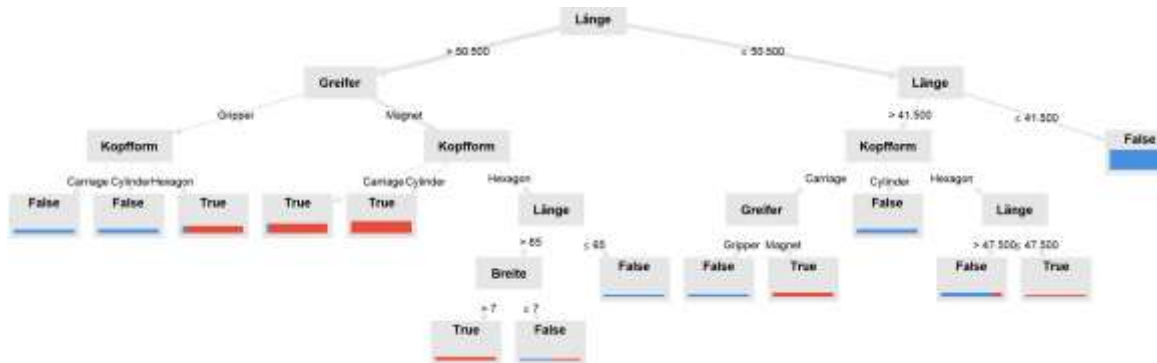 Länge
> 50.500
≤ 50.500
Greifer
Länge
Gripper
Magnet
> 41.500
≤ 41.500
Kopfform
Kopfform
Kopfform
False
Carriage Cylinder Hexagon
Carriage Cylinder
Hexagon
Carriage
Cylinder
Hexagon
False
False
True
True
True
Länge
Greifer
False
Länge
> 65
≤ 65
Gripper Magnet
> 47.500 ≤ 47.500
Breite
False
False
True
False
True
> 7
≤ 7
True
False